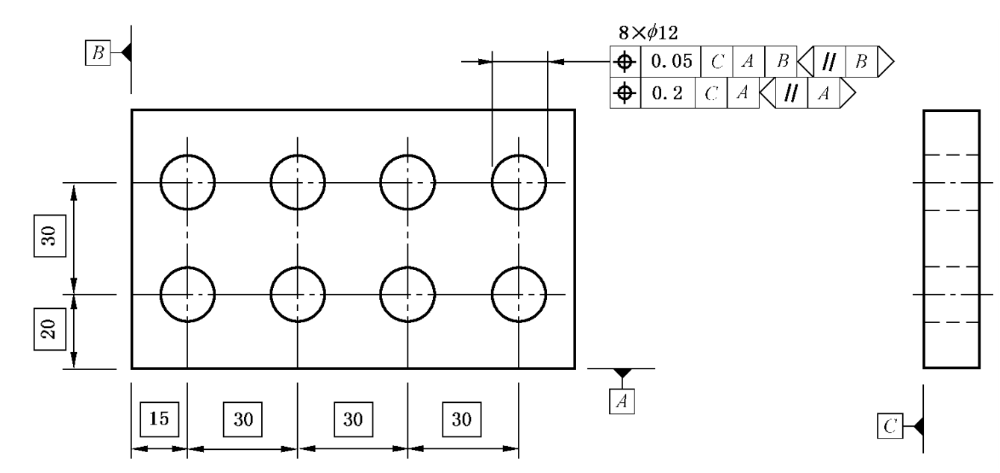 8×φ12
B
⌖ 0.05 C A B ⫽ B
⌖ 0.2 C A ⫽ A
30
20
15 30 30 30
A
C